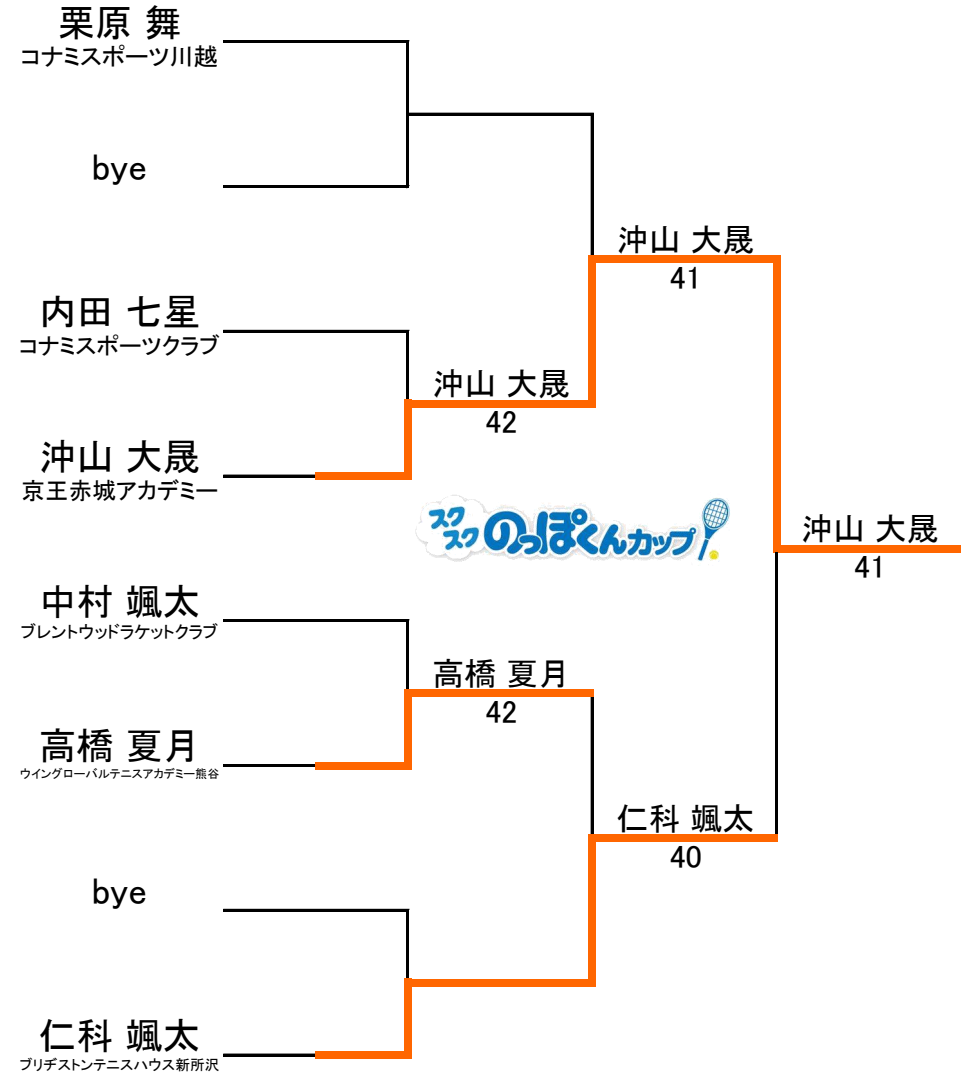 栗原 舞
コナミスポーツ川越
bye
内田 七星
コナミスポーツクラブ
沖山 大晟
京王赤城アカデミー
中村 颯太
ブレントウッドラケットクラブ
高橋 夏月
ウイングローバルテニスアカデミー熊谷
bye
仁科 颯太
ブリヂストンテニスハウス新所沢
沖山 大晟
42
高橋 夏月
42
沖山 大晟
41
仁科 颯太
40
スク
スク のっぽくんカップ
沖山 大晟
41